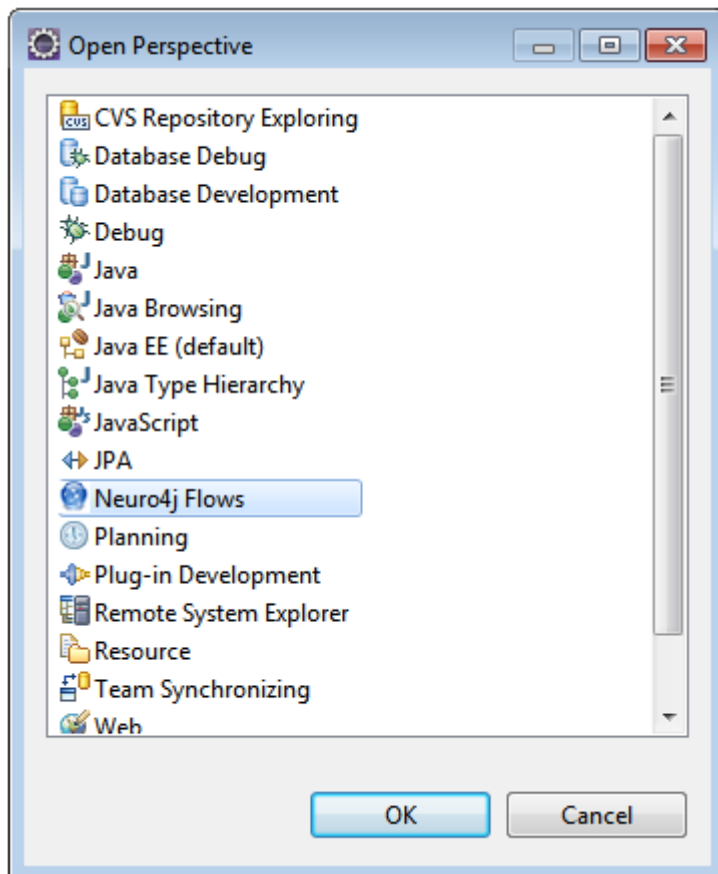 Open Perspective
CVS Repository Exploring
Database Debug
Database Development
Debug
Java
Java Browsing
Java EE (default)
Java Type Hierarchy
JavaScript
JPA
Neuro4j Flows
Planning
Plug-in Development
Remote System Explorer
Resource
Team Synchronizing
Web
OK
Cancel